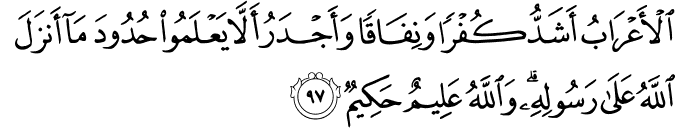 ٱلۡأَعۡرَابُ أَشَدُّ كُفۡرٗا وَنِفَاقٗا وَأَجۡدَرُ أَلَّا يَعۡلَمُواْ حُدُودَ مَآ أَنزَلَ
ٱللَّهُ عَلَىٰ رَسُولِهِۦۗ وَٱللَّهُ عَلِيمٌ حَكِيمٞ ٩٧